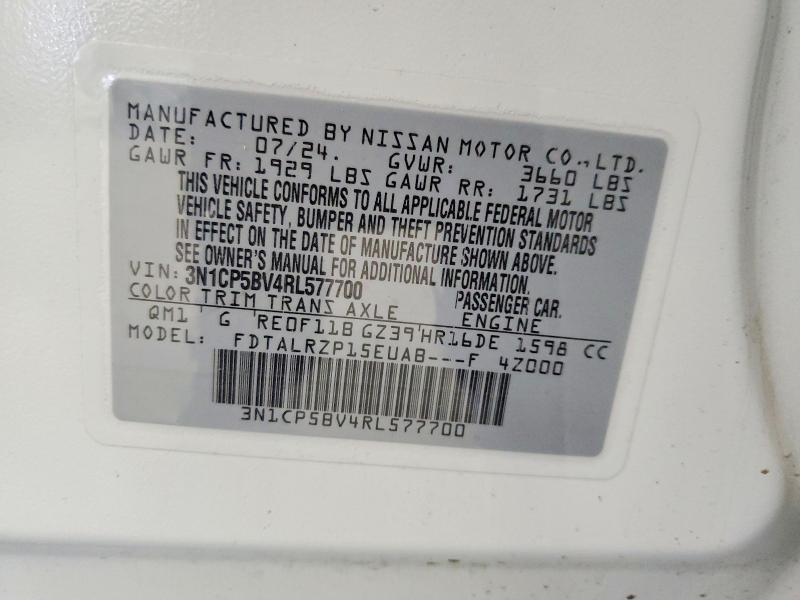 MANUFACTURED BY NISSAN MOTOR CO.,LTD.
DATE: 07/24. GVWR: 3660 LBS
GAWR FR: 1929 LBS GAWR RR: 1731 LBS
THIS VEHICLE CONFORMS TO ALL APPLICABLE FEDERAL MOTOR
VEHICLE SAFETY, BUMPER AND THEFT PREVENTION STANDARDS
IN EFFECT ON THE DATE OF MANUFACTURE SHOWN ABOVE.
SEE OWNER'S MANUAL FOR ADDITIONAL INFORMATION.
VIN: 3N1CP5BV4RL577700 PASSENGER CAR.
COLOR TRIM TRANS AXLE ENGINE
QM1 G RE0F11B GZ39 HR16DE 1598 CC
MODEL: FDTALRZP15EUAB---F 4Z000
3N1CP5BV4RL577700